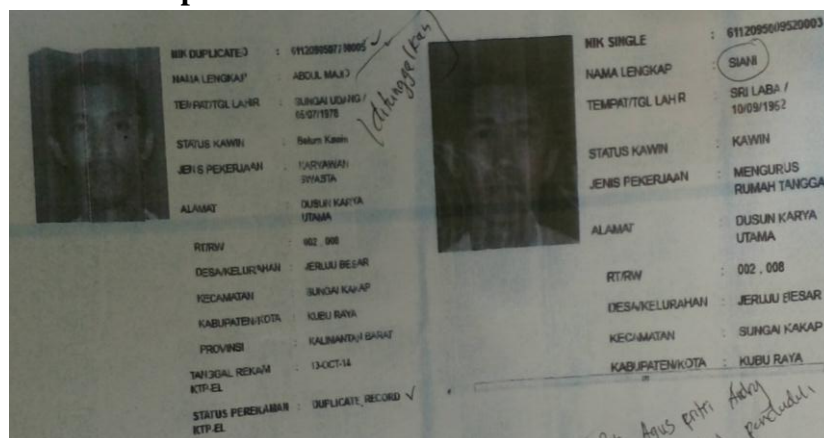 NIK DUPLICATED :
NAMA LENGKAP : ABDUL MAJID
TEMPAT/TGL LAHIR : SUNGAI UDANG /
05/07/1978
STATUS KAWIN : Belum Kawin
JENIS PEKERJAAN : KARYAWAN
SWASTA
ALAMAT : DUSUN KARYA
UTAMA
RT/RW : 002 , 008
DESA/KELURAHAN : JERUJU BESAR
KECAMATAN : SUNGAI KAKAP
KABUPATEN/KOTA : KUBU RAYA
PROVINSI : KALIMANTAN BARAT
TANGGAL REKAM : 13-OCT-14
KTP-EL
STATUS PEREKAMAN : DUPLICATE_RECORD
KTP-EL
(ditunggalkan)
NIK SINGLE : 6112095009520003
NAMA LENGKAP : SIANI
TEMPAT/TGL LAHIR : SRI LABA /
10/09/1952
STATUS KAWIN : KAWIN
JENIS PEKERJAAN : MENGURUS
RUMAH TANGGA
ALAMAT : DUSUN KARYA
UTAMA
RT/RW : 002 , 008
DESA/KELURAHAN : JERUJU BESAR
KECAMATAN : SUNGAI KAKAP
KABUPATEN/KOTA : KUBU RAYA
Agus